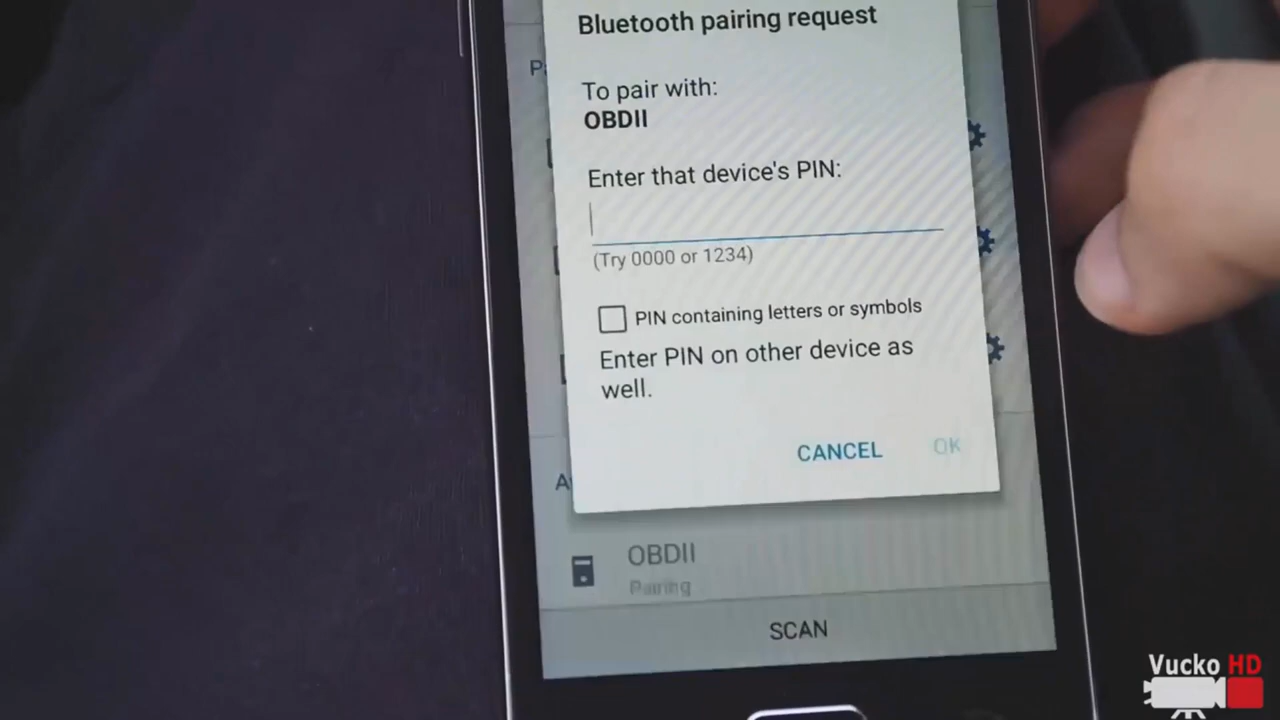 Bluetooth pairing request
To pair with:
OBDII
Enter that device's PIN:
(Try 0000 or 1234)
PIN containing letters or symbols
Enter PIN on other device as
well.
CANCEL OK
OBDII
Pairing
SCAN
Vucko HD